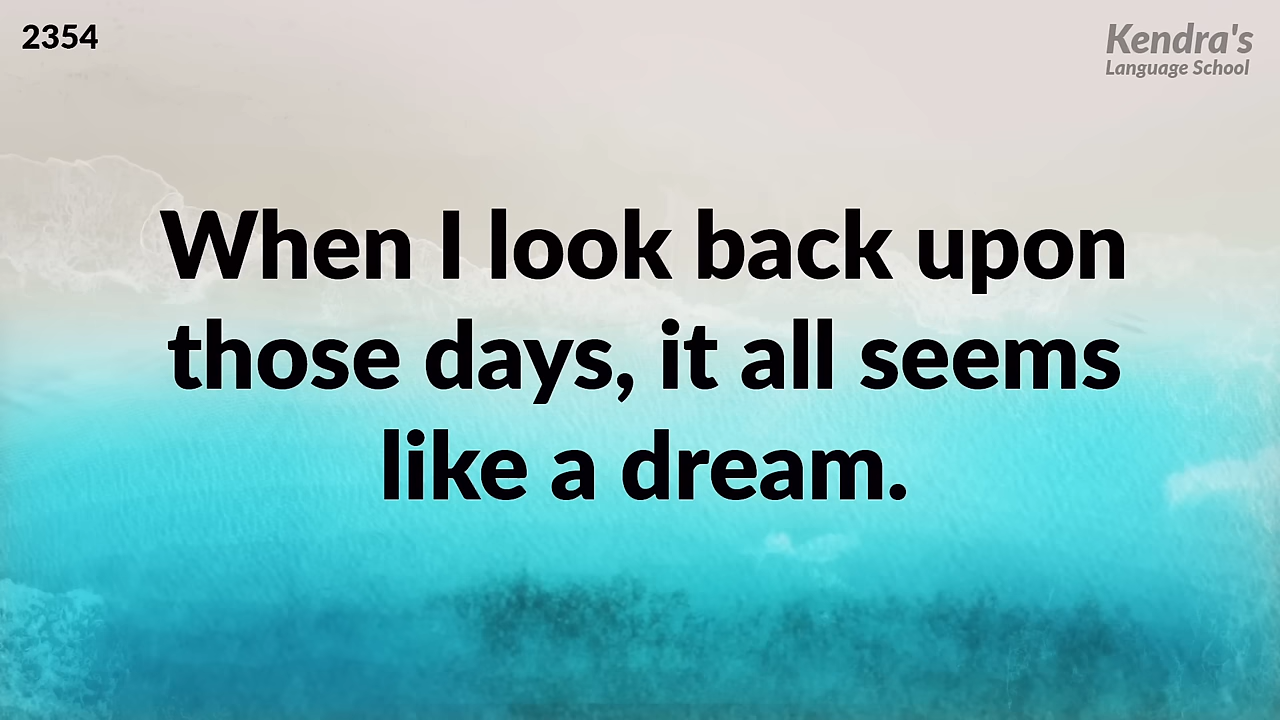 2354
Kendra's
Language School
When I look back upon
those days, it all seems
like a dream.